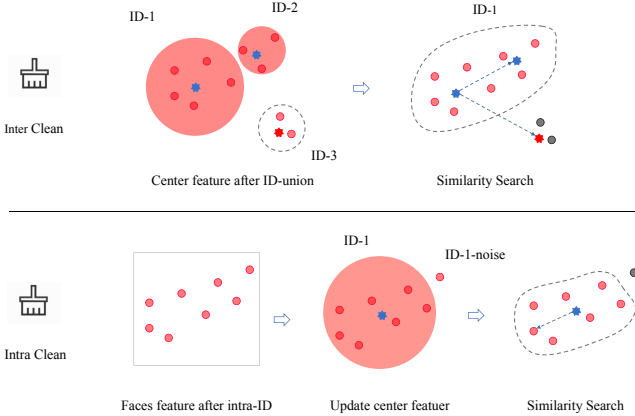 ID-1
ID-2
ID-1
Inter Clean
ID-3
Center feature after ID-union
Similarity Search
ID-1
ID-1-noise
Intra Clean
Faces feature after intra-ID
Update center featuer
Similarity Search